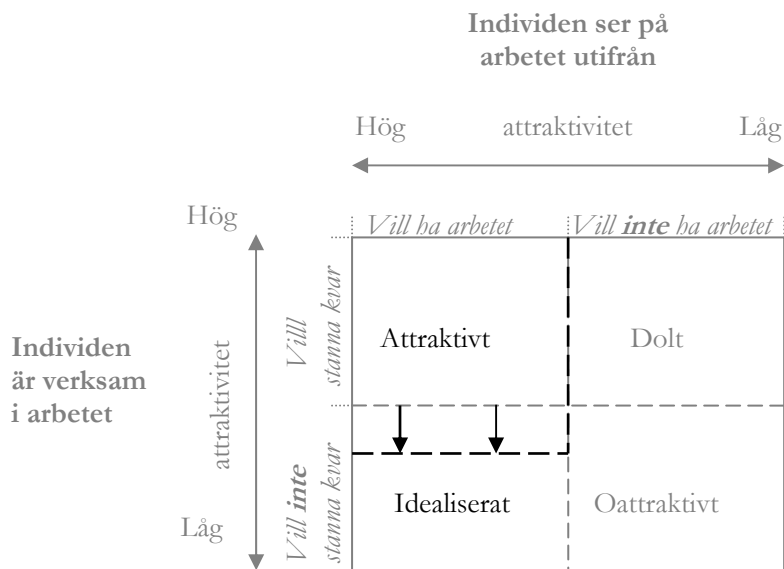 Individen ser på
arbetet utifrån
Hög attraktivitet Låg
Hög
Vill ha arbetet Vill inte ha arbetet
Villl
stanna kvar
Attraktivt Dolt
Individen
är verksam
i arbetet
attraktivitet
Vill inte
stanna kvar
Idealiserat Oattraktivt
Låg